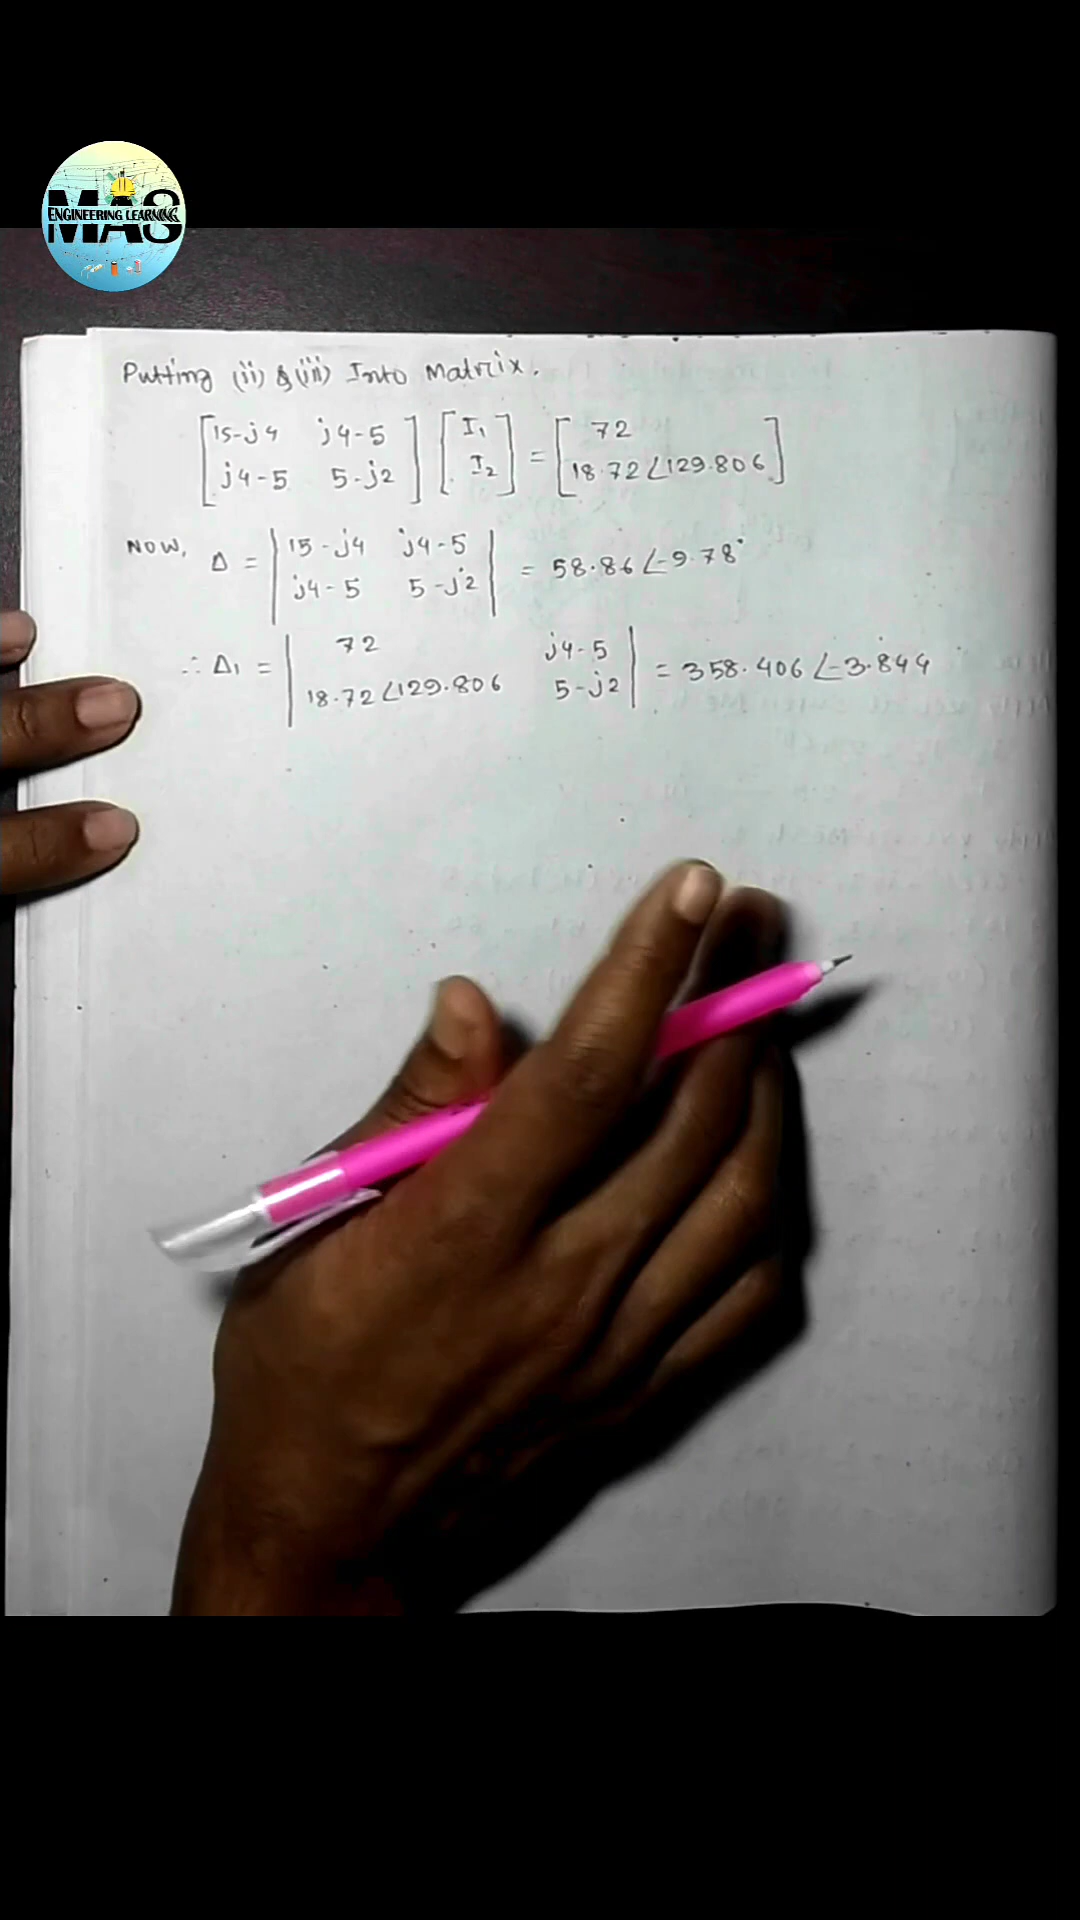 MAS
ENGINEERING LEARNING
Putting (ii) & (iii) Into Matrix.
[15-j4 j4-5] [I₁] = [72]
[j4-5 5-j2] [I₂] [18.72∠129.806]
NOW, Δ = |15-j4 j4-5| = 58.86∠-9.78°
|j4-5 5-j2|
∴ Δ₁ = |72 j4-5| = 358.406∠-3.844
|18.72∠129.806 5-j2|